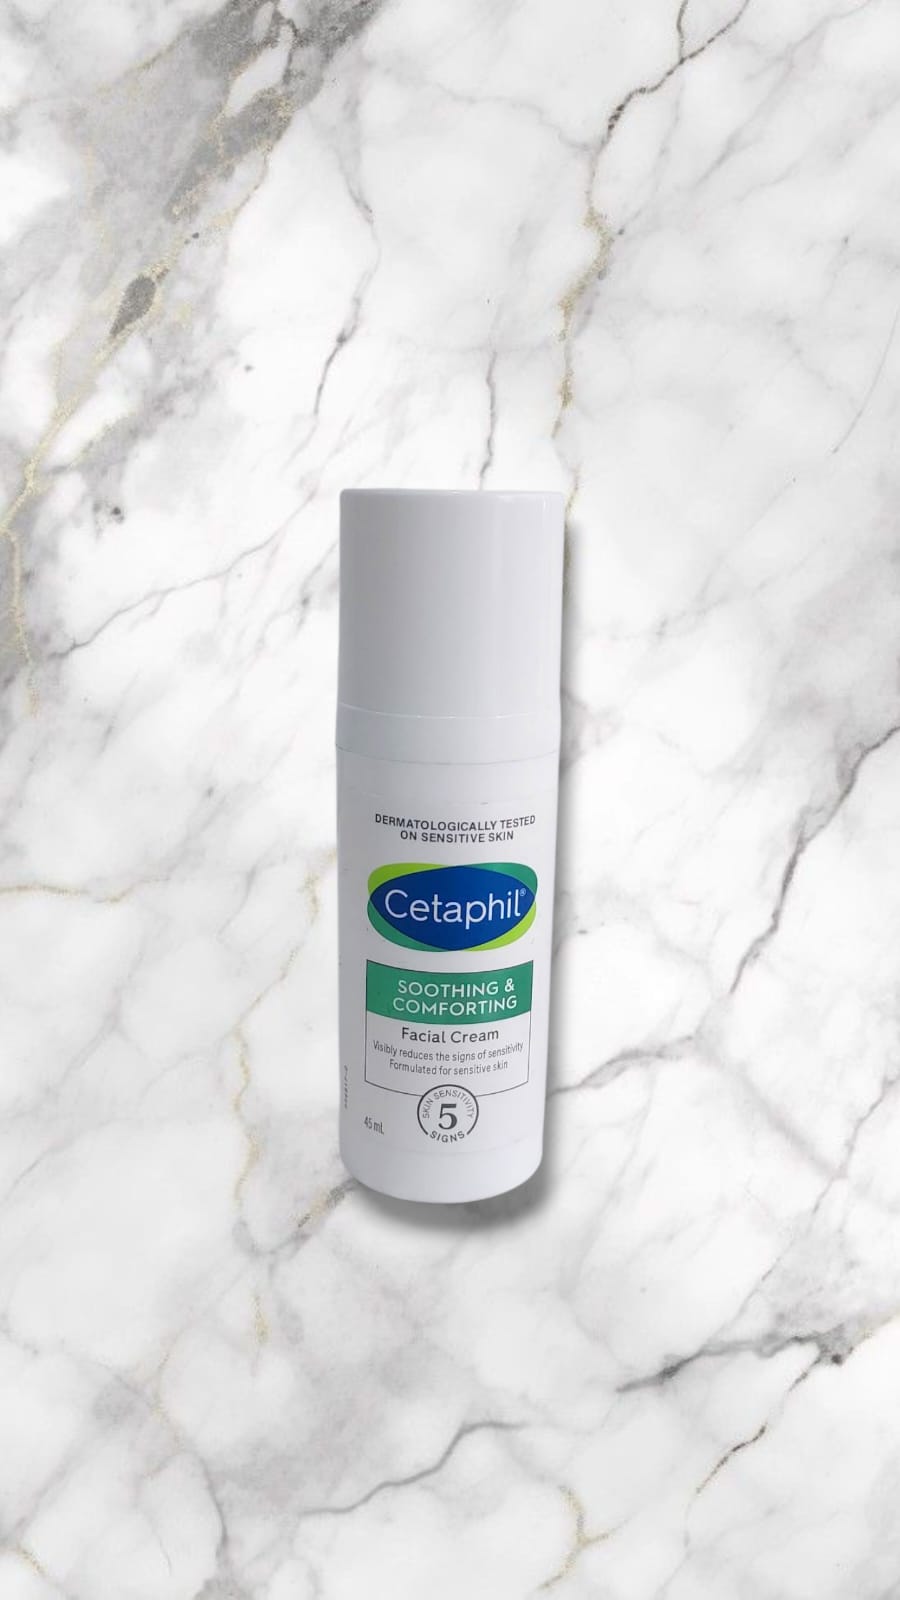 DERMATOLOGICALLY TESTED
ON SENSITIVE SKIN
Cetaphil®
SOOTHING &
COMFORTING
Facial Cream
Visibly reduces the signs of sensitivity
Formulated for sensitive skin
SKIN SENSITIVITY
5
SIGNS
45 mL